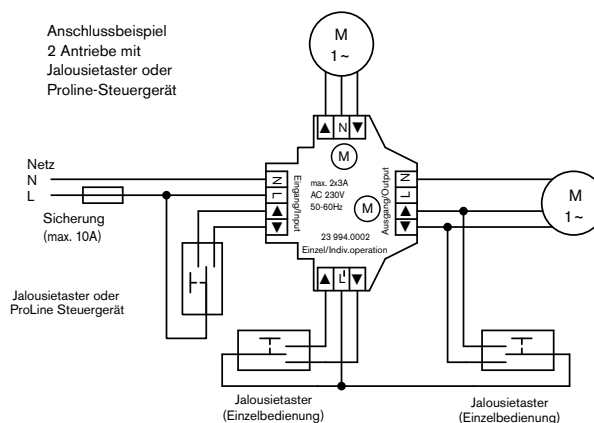 Anschlussbeispiel
2 Antriebe mit
Jalousietaster oder
Proline-Steuergerät
M
1~
▲ N ▼
M
Netz
N
L
Sicherung
(max. 10A)
N
L
▲
▼
Eingang/Input
max. 2x3A
AC 230V
50-60Hz
M
23 994.0002
Einzel/Indiv.operation
Ausgang/Output
N
L
▲
▼
M
1~
▲ L' ▼
Jalousietaster oder
ProLine Steuergerät
Jalousietaster
(Einzelbedienung)
Jalousietaster
(Einzelbedienung)